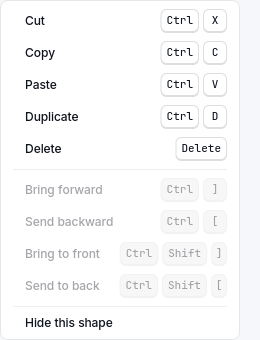 Cut Ctrl X
Copy Ctrl C
Paste Ctrl V
Duplicate Ctrl D
Delete Delete
Bring forward Ctrl ]
Send backward Ctrl [
Bring to front Ctrl Shift ]
Send to back Ctrl Shift [
Hide this shape